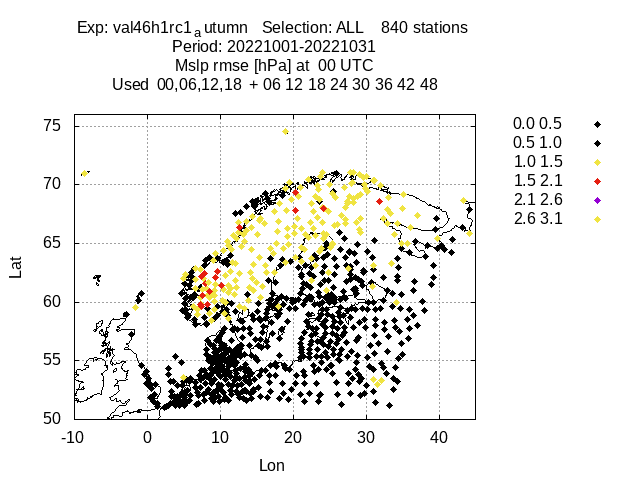 Exp: val46h1rc1autumn Selection: ALL 840 stations
Period: 20221001-20221031
Mslp rmse [hPa] at 00 UTC
Used 00,06,12,18 + 06 12 18 24 30 36 42 48
75
70
65
60
55
50
Lat
-10 0 10 20 30 40
Lon
0.0 0.5
0.5 1.0
1.0 1.5
1.5 2.1
2.1 2.6
2.6 3.1